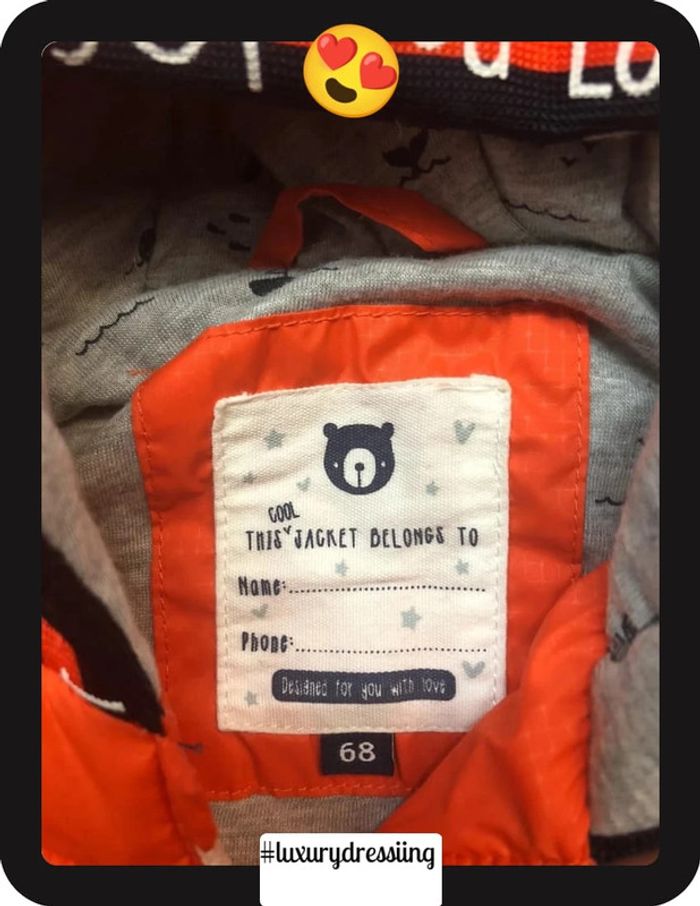 COOL
THIS JACKET BELONGS TO
Name:
Phone:
Designed for you with love
68
#luxurydressiing